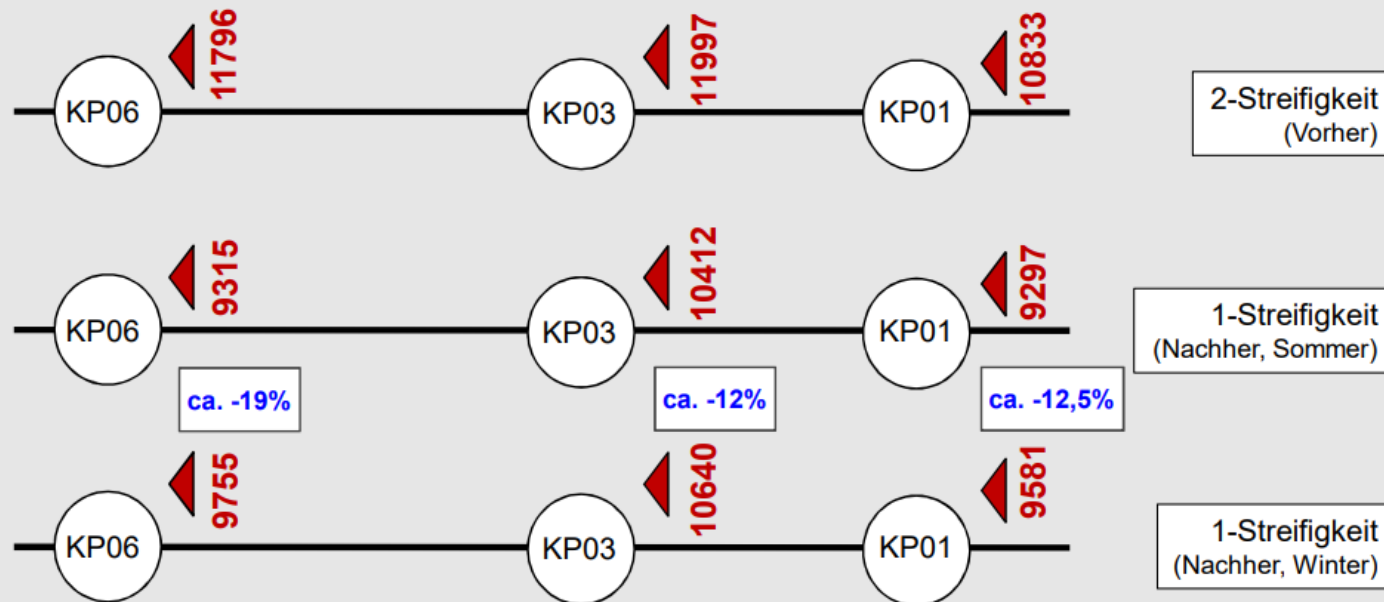 11796
11997
10833
KP06
KP03
KP01
2-Streifigkeit
(Vorher)
9315
10412
9297
KP06
KP03
KP01
1-Streifigkeit
(Nachher, Sommer)
ca. -19%
ca. -12%
ca. -12,5%
9755
10640
9581
KP06
KP03
KP01
1-Streifigkeit
(Nachher, Winter)